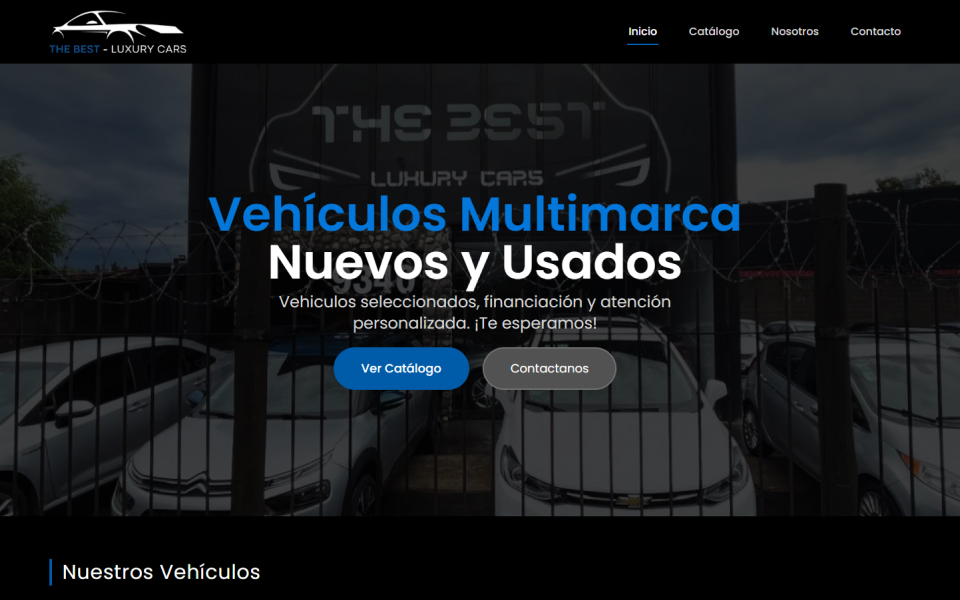 THE BEST - LUXURY CARS
Inicio
Catálogo
Nosotros
Contacto
THE BEST
LUXURY CARS
Vehículos Multimarca
Nuevos y Usados
9340
Vehiculos seleccionados, financiación y atención
personalizada. ¡Te esperamos!
Ver Catálogo
Contactanos
Nuestros Vehículos